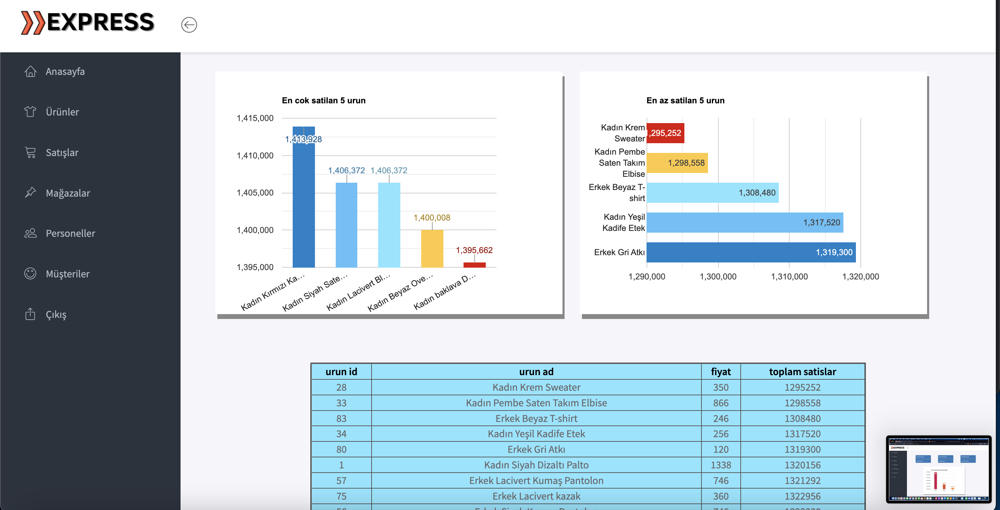 EXPRESS
Anasayfa
Ürünler
Satışlar
Mağazalar
Personeller
Müşteriler
Çıkış
En cok satilan 5 urun
1,415,000
1,410,000
1,405,000
1,400,000
1,395,000
1,413,928
1,406,372
1,406,372
1,400,008
1,395,662
Kadın Kırmızı Ka...
Kadın Siyah Sate...
Kadın Lacivert Bl...
Kadın Beyaz Ove...
Kadın baklava D...
En az satilan 5 urun
Kadın Krem
Sweater
1,295,252
Kadın Pembe
Saten Takım
Elbise
1,298,558
Erkek Beyaz T-
shirt
1,308,480
Kadın Yeşil
Kadife Etek
1,317,520
Erkek Gri Atkı
1,319,300
1,290,000 1,300,000 1,310,000 1,320,000
urun id urun ad fiyat toplam satislar
28 Kadın Krem Sweater 350 1295252
33 Kadın Pembe Saten Takım Elbise 866 1298558
83 Erkek Beyaz T-shirt 246 1308480
34 Kadın Yeşil Kadife Etek 256 1317520
80 Erkek Gri Atkı 120 1319300
1 Kadın Siyah Dizaltı Palto 1338 1320156
57 Erkek Lacivert Kumaş Pantolon 746 1321292
75 Erkek Lacivert kazak 360 1322956
EXPRESS